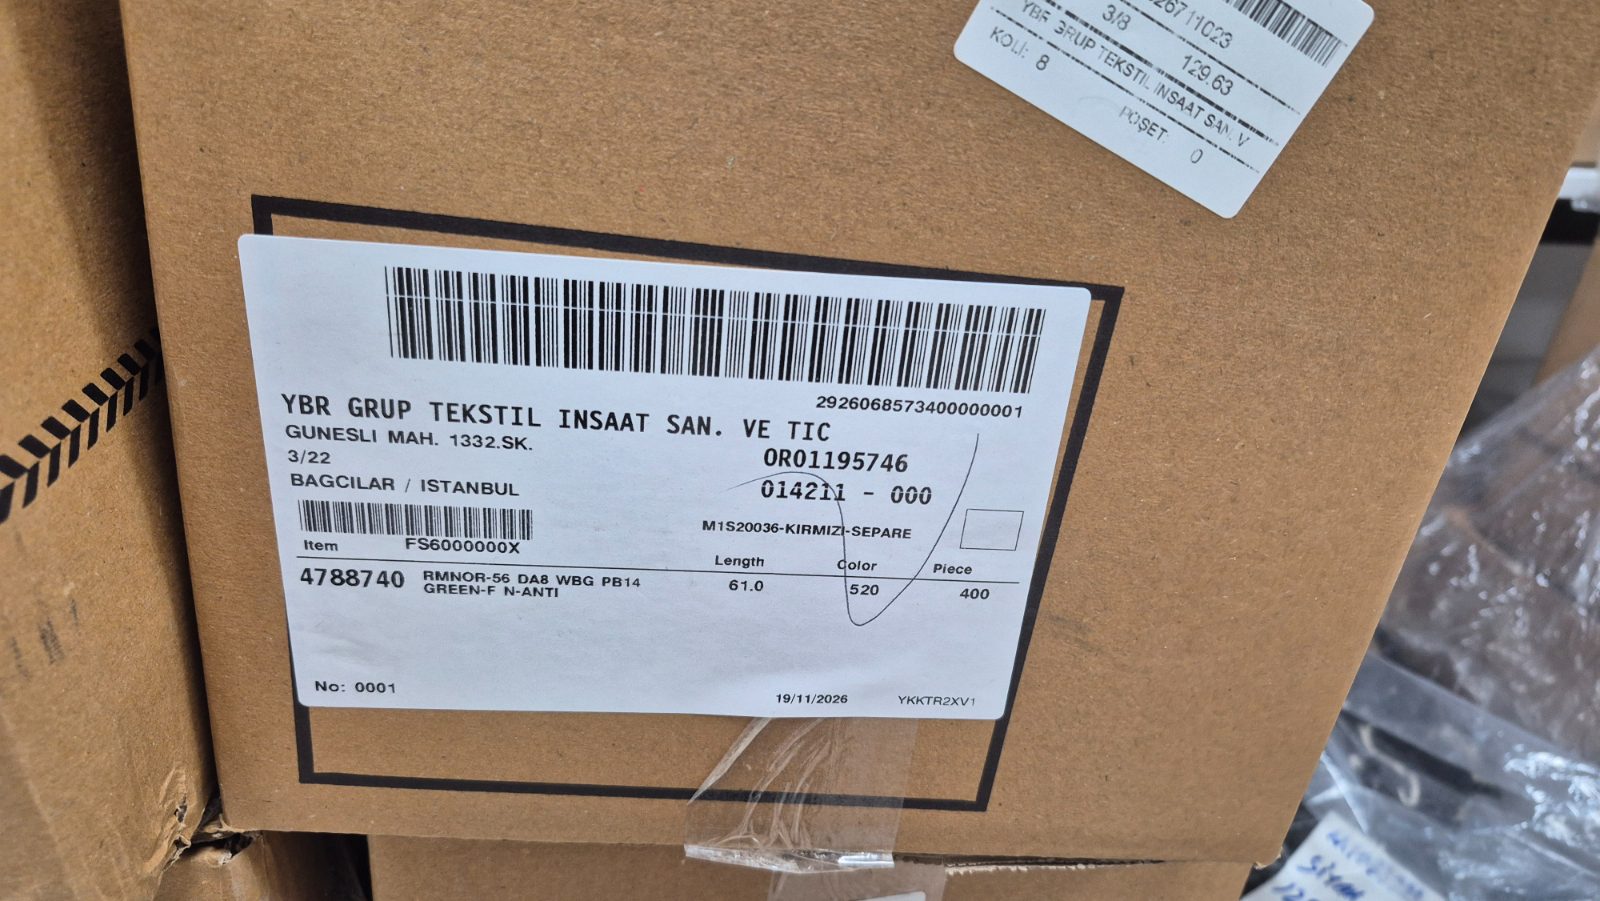 26711023
3/8
129.63
YBR GRUP TEKSTIL INSAAT SAN. V
KOLİ: 8
POŞET: 0
2926068573400000001
YBR GRUP TEKSTIL INSAAT SAN. VE TIC
GUNESLI MAH. 1332.SK.
3/22
BAGCILAR / ISTANBUL
OR01195746
014211 - 000
M1S20036-KIRMIZI-SEPARE
FS6000000X
Item Length Color Piece
4788740 RMNOR-56 DA8 WBG PB14 61.0 520 400
GREEN-F N-ANTI
No: 0001
19/11/2026
YKKTR2XV1